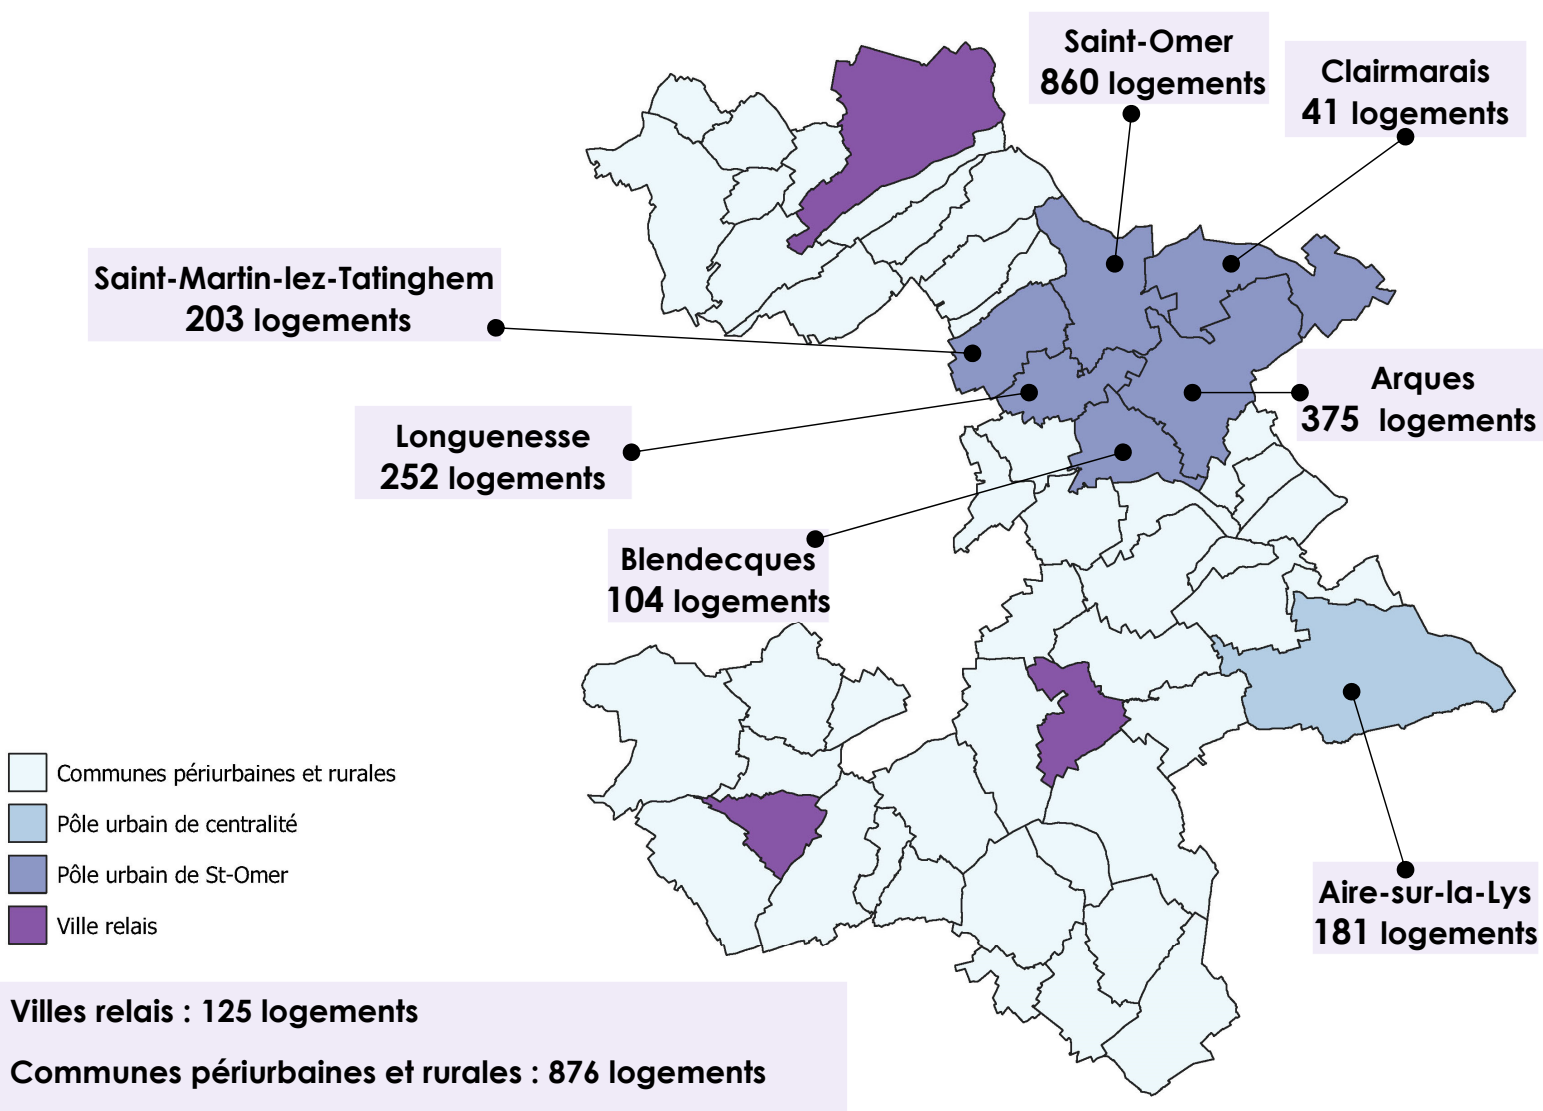 Saint-Omer
860 logements
Clairmarais
41 logements
Saint-Martin-lez-Tatinghem
203 logements
Arques
375 logements
Longuenesse
252 logements
Blendecques
104 logements
Communes périurbaines et rurales
Pôle urbain de centralité
Pôle urbain de St-Omer
Ville relais
Aire-sur-la-Lys
181 logements
Villes relais : 125 logements
Communes périurbaines et rurales : 876 logements